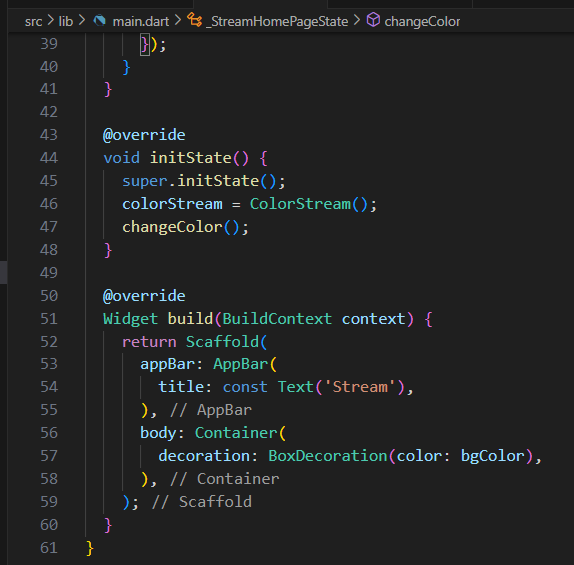 src > lib > main.dart > _StreamHomePageState > changeColor
39 });
40 }
41 }
42
43 @override
44 void initState() {
45 super.initState();
46 colorStream = ColorStream();
47 changeColor();
48 }
49
50 @override
51 Widget build(BuildContext context) {
52 return Scaffold(
53 appBar: AppBar(
54 title: const Text('Stream'),
55 ), // AppBar
56 body: Container(
57 decoration: BoxDecoration(color: bgColor),
58 ), // Container
59 ); // Scaffold
60 }
61 }